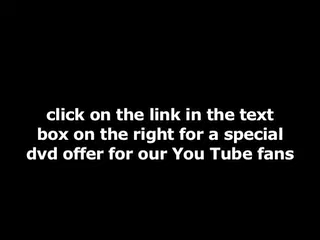 click on the link in the text
box on the right for a special
dvd offer for our You Tube fans